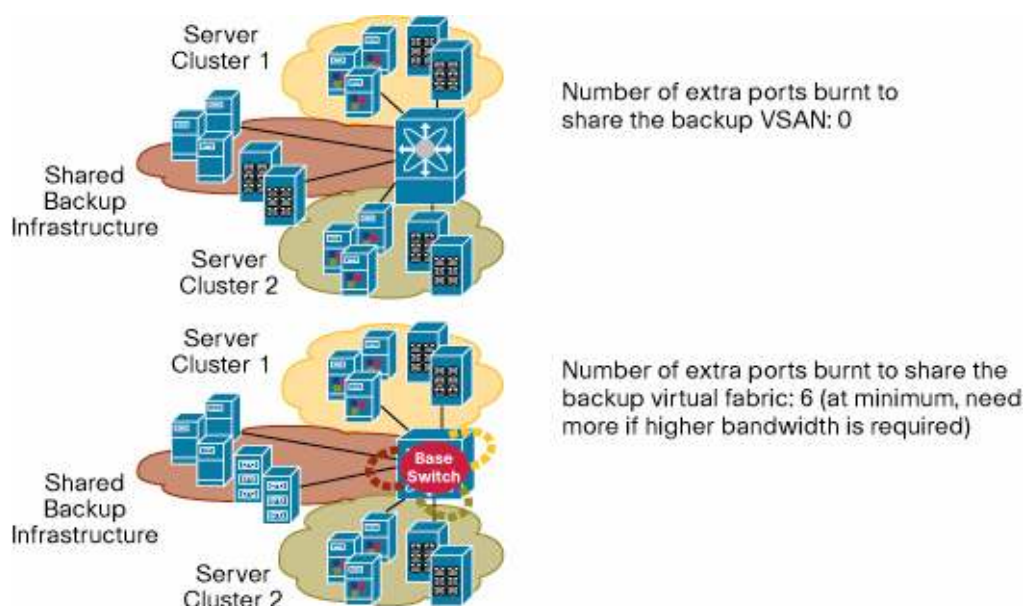 Server
Cluster 1
Number of extra ports burnt to
share the backup VSAN: 0
Shared
Backup
Infrastructure
Server
Cluster 2
Server
Cluster 1
Number of extra ports burnt to share the
backup virtual fabric: 6 (at minimum, need
more if higher bandwidth is required)
Base
Switch
Shared
Backup
Infrastructure
Server
Cluster 2